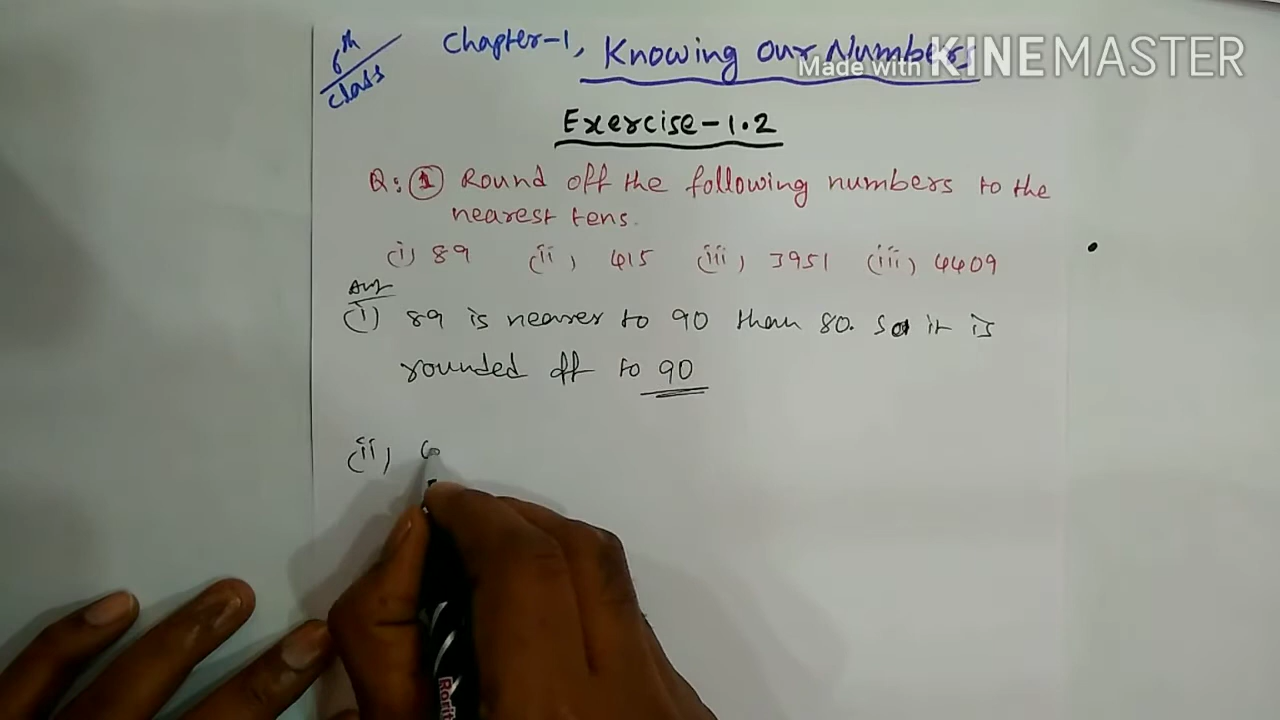 6th class
Chapter-1, Knowing Our Numbers
Made with KINEMASTER
Exercise-1.2
Q: 1 Round off the following numbers to the
nearest tens.
(i) 89 (ii) 415 (iii) 3951 (iii) 4409
Ans
(i) 89 is nearer to 90 than 80. So it is
rounded off to 90
(ii)